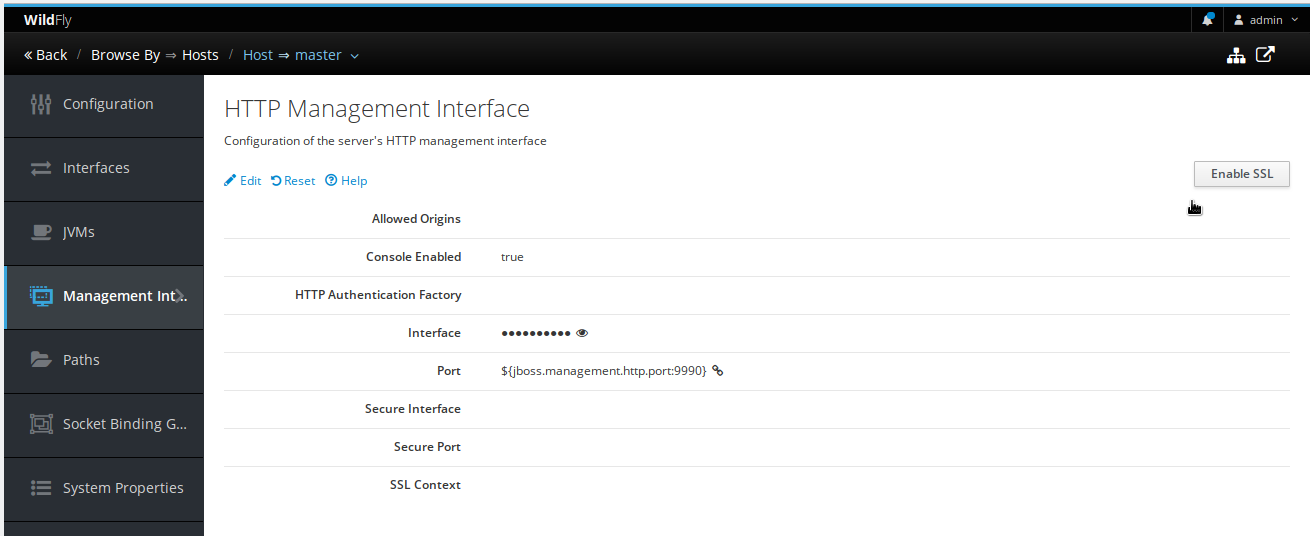 WildFly
admin
« Back / Browse By ⇒ Hosts / Host ⇒ master
Configuration
Interfaces
JVMs
Management Int...
Paths
Socket Binding G...
System Properties
HTTP Management Interface
Configuration of the server's HTTP management interface
Edit Reset Help
Enable SSL
Allowed Origins
Console Enabled true
HTTP Authentication Factory
Interface ••••••••••
Port ${jboss.management.http.port:9990}
Secure Interface
Secure Port
SSL Context